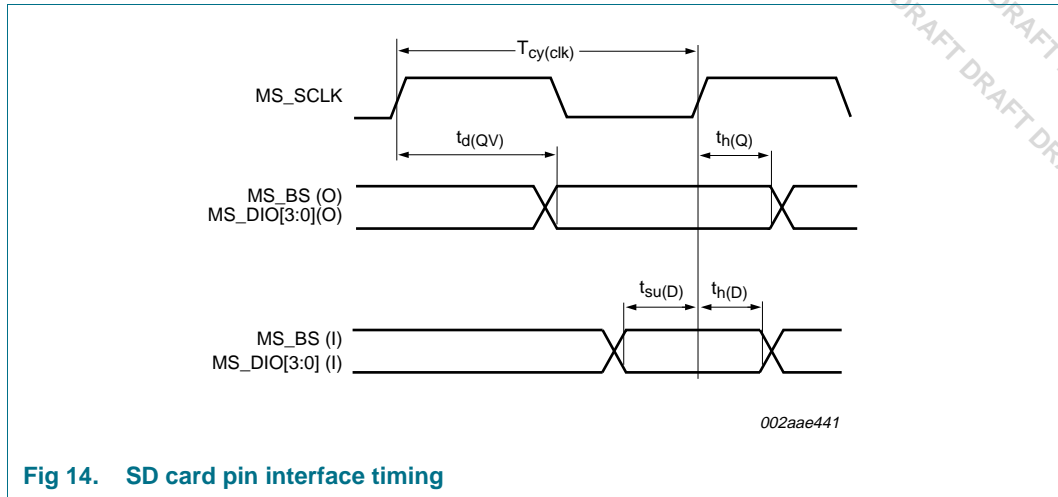 DRAFT DRAFT DRAFT
DRAFT DRAFT
Tcy(clk)
MS_SCLK
td(QV)
th(Q)
MS_BS (O)
MS_DIO[3:0](O)
tsu(D)
th(D)
MS_BS (I)
MS_DIO[3:0] (I)
002aae441
Fig 14. SD card pin interface timing